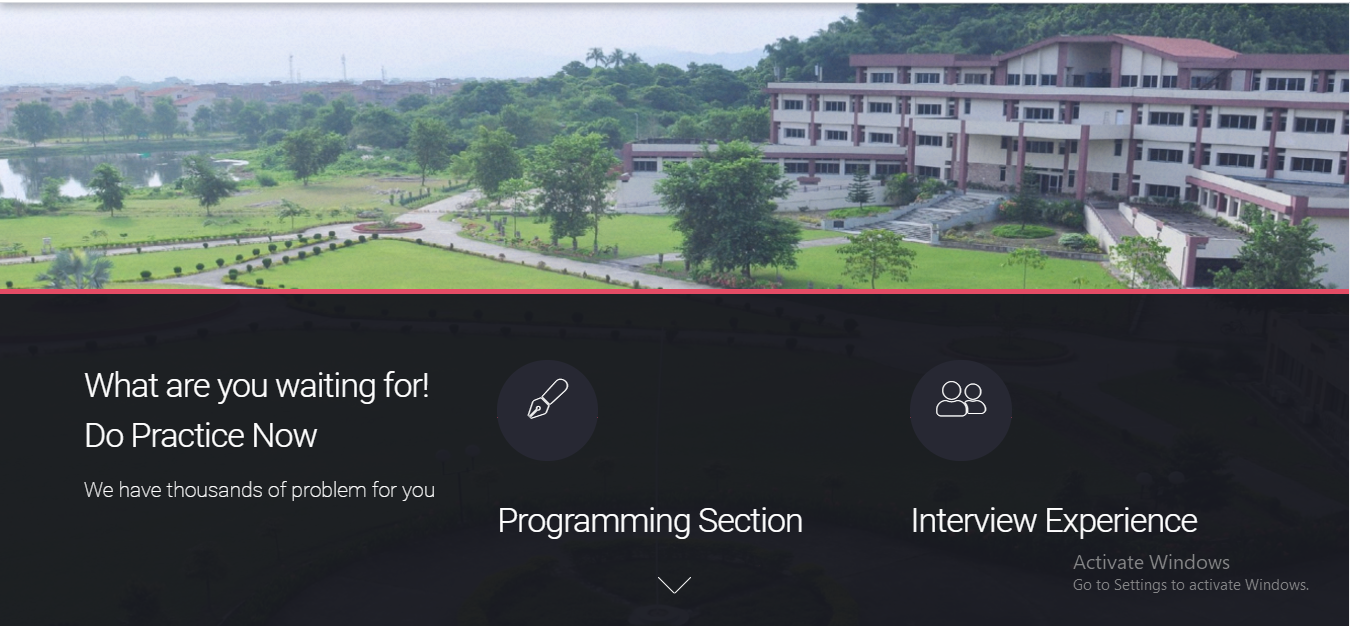 What are you waiting for!
Do Practice Now
We have thousands of problem for you
Programming Section
Interview Experience
Activate Windows
Go to Settings to activate Windows.